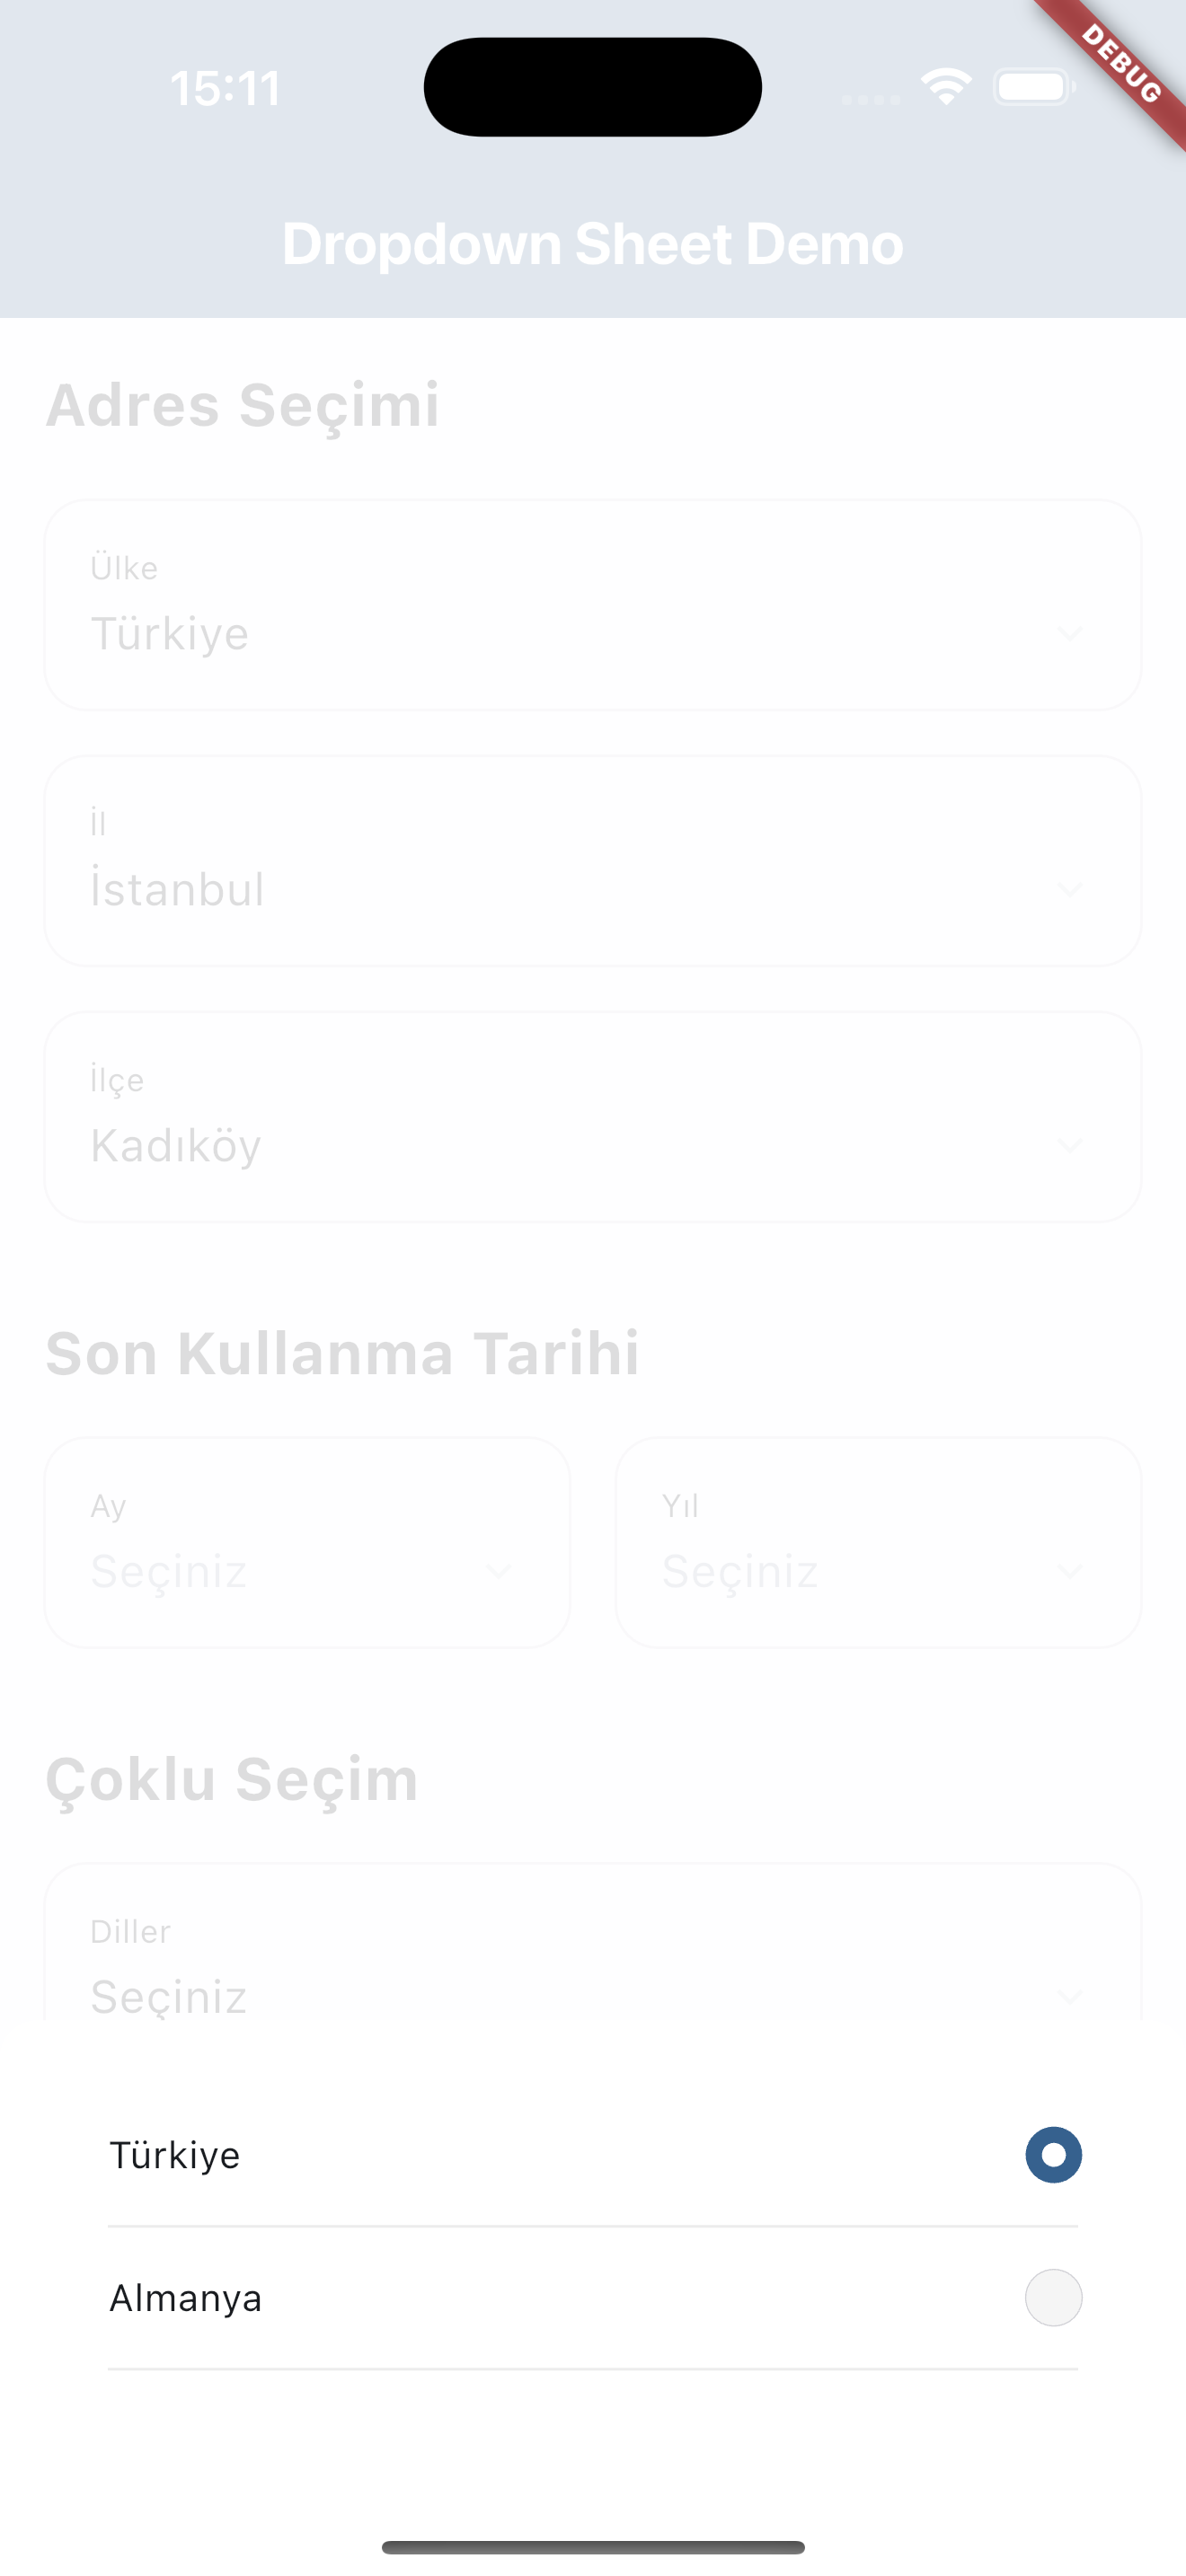 15:11
DEBUG
Dropdown Sheet Demo
Adres Seçimi
Ülke
Türkiye
İl
İstanbul
İlçe
Kadıköy
Son Kullanma Tarihi
Ay
Yıl
Seçiniz
Seçiniz
Çoklu Seçim
Diller
Seçiniz
Türkiye
Almanya